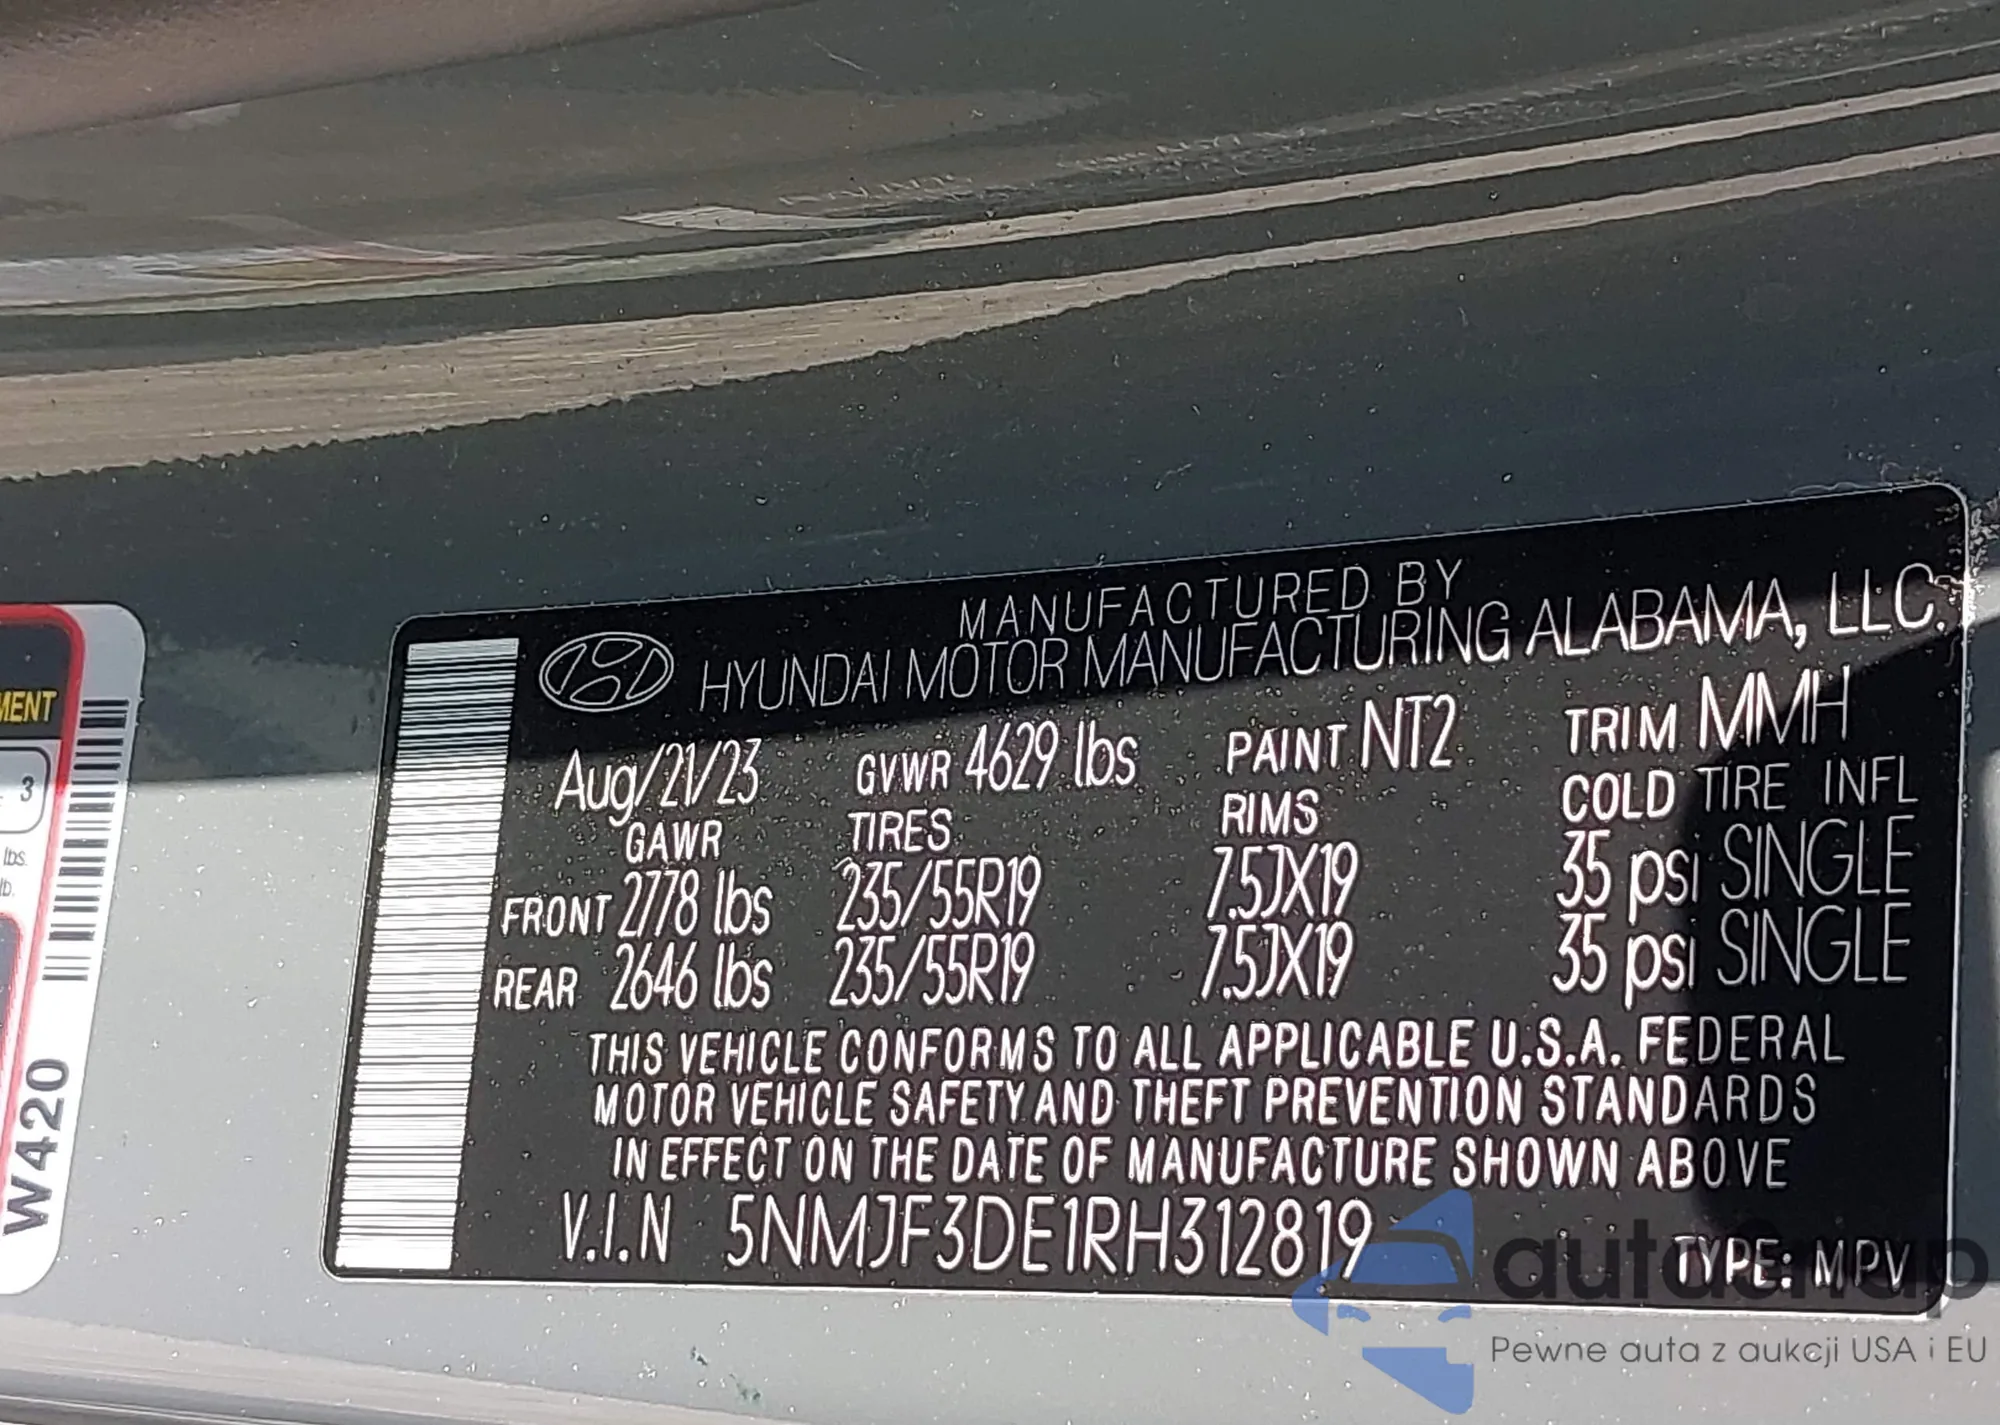 MANUFACTURED BY
HYUNDAI MOTOR MANUFACTURING ALABAMA, LLC.
Aug/21/23 GVWR 4629 lbs PAINT NT2 TRIM MMH
GAWR TIRES RIMS COLD TIRE INFL
FRONT 2778 lbs 235/55R19 7.5JX19 35 psi SINGLE
REAR 2646 lbs 235/55R19 7.5JX19 35 psi SINGLE
THIS VEHICLE CONFORMS TO ALL APPLICABLE U.S.A. FEDERAL
MOTOR VEHICLE SAFETY AND THEFT PREVENTION STANDARDS
IN EFFECT ON THE DATE OF MANUFACTURE SHOWN ABOVE
V.I.N 5NMJF3DE1RH312819 TYPE: MPV
MENT
3
lbs.
lb.
W420
autosnap
Pewne auta z aukcji USA i EU